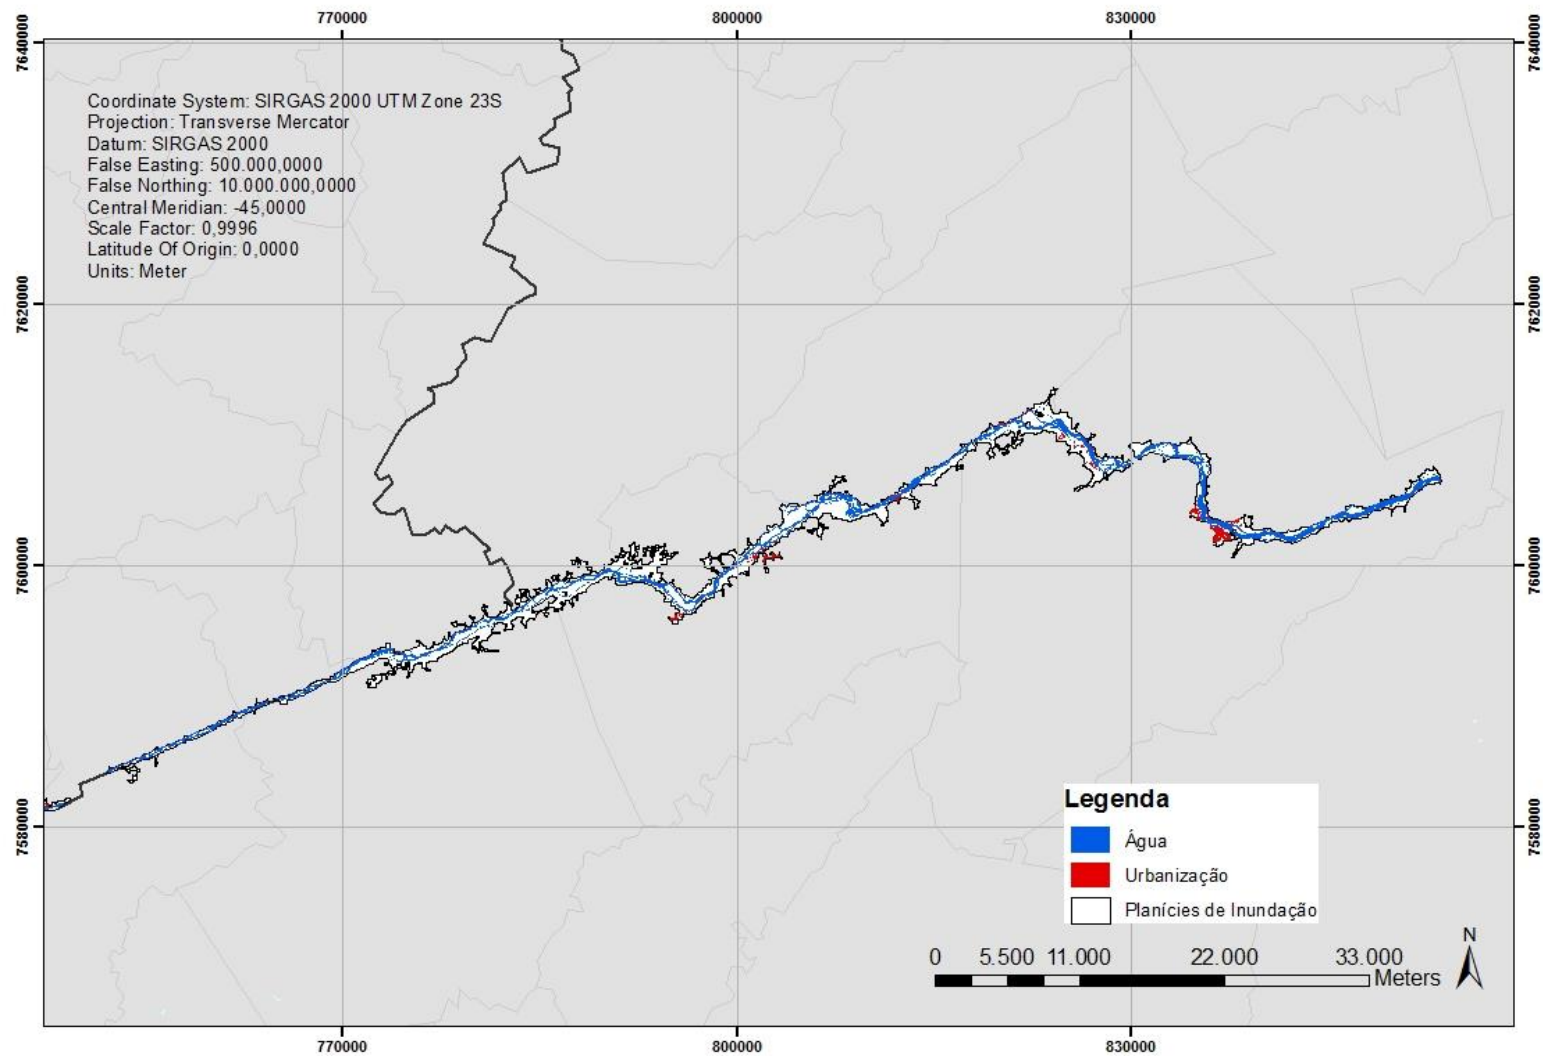 770000 800000 830000
7640000 7640000
Coordinate System: SIRGAS 2000 UTM Zone 23S
Projection: Transverse Mercator
Datum: SIRGAS 2000
False Easting: 500.000,0000
False Northing: 10.000.000,0000
Central Meridian: -45,0000
Scale Factor: 0,9996
Latitude Of Origin: 0,0000
Units: Meter
7620000 7620000
7600000 7600000
7580000 7580000
Legenda
Água
Urbanização
Planícies de Inundação
N
0 5.500 11.000 22.000 33.000
Meters
770000 800000 830000